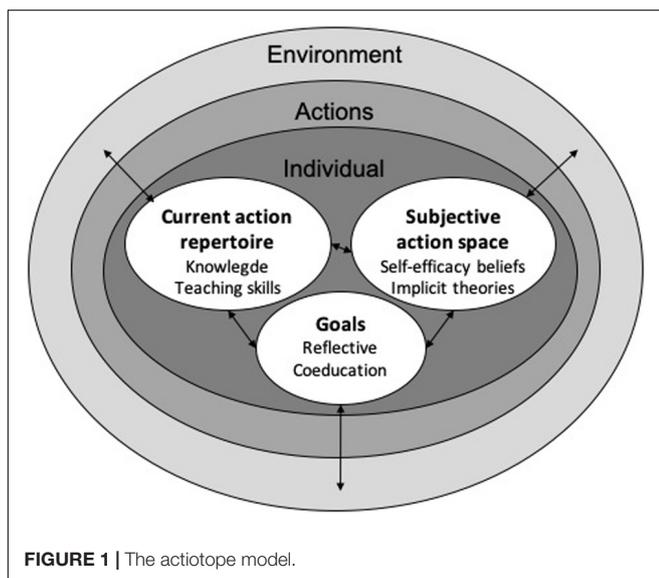 Environment
Actions
Individual
Current action
repertoire
Knowlegde
Teaching skills
Subjective
action space
Self-efficacy beliefs
Implicit theories
Goals
Reflective
Coeducation
FIGURE 1 | The actiotope model.